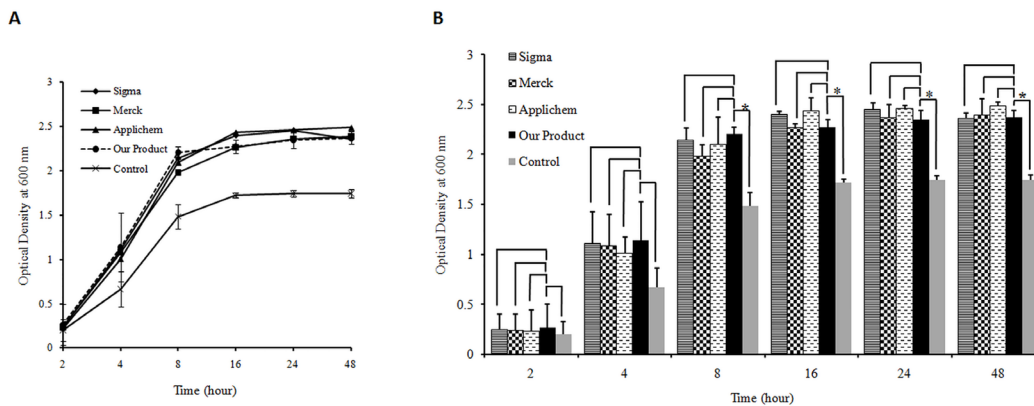 A
Optical Density at 600 nm
3
2.5
2
1.5
1
0.5
0
Sigma
Merck
Applichem
Our Product
Control
2 4 8 16 24 48
Time (hour)
B
Optical Density at 600 nm
3
2.5
2
1.5
1
0.5
0
Sigma
Merck
Applichem
Our Product
Control
* * * *
2 4 8 16 24 48
Time (hour)